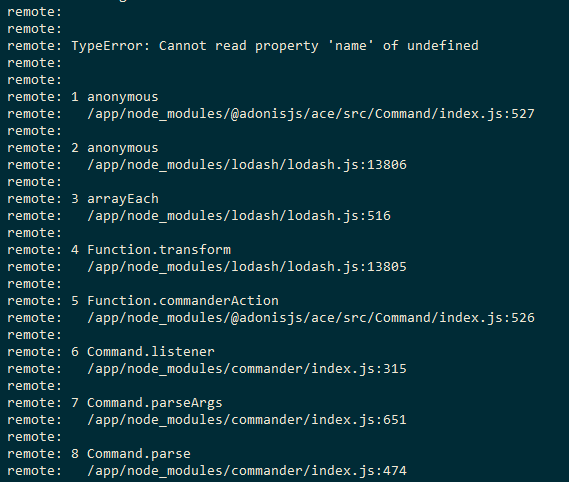 remote:
remote:
remote: TypeError: Cannot read property 'name' of undefined
remote:
remote:
remote: 1 anonymous
remote:   /app/node_modules/@adonisjs/ace/src/Command/index.js:527
remote:
remote: 2 anonymous
remote:   /app/node_modules/lodash/lodash.js:13806
remote:
remote: 3 arrayEach
remote:   /app/node_modules/lodash/lodash.js:516
remote:
remote: 4 Function.transform
remote:   /app/node_modules/lodash/lodash.js:13805
remote:
remote: 5 Function.commanderAction
remote:   /app/node_modules/@adonisjs/ace/src/Command/index.js:526
remote:
remote: 6 Command.listener
remote:   /app/node_modules/commander/index.js:315
remote:
remote: 7 Command.parseArgs
remote:   /app/node_modules/commander/index.js:651
remote:
remote: 8 Command.parse
remote:   /app/node_modules/commander/index.js:474